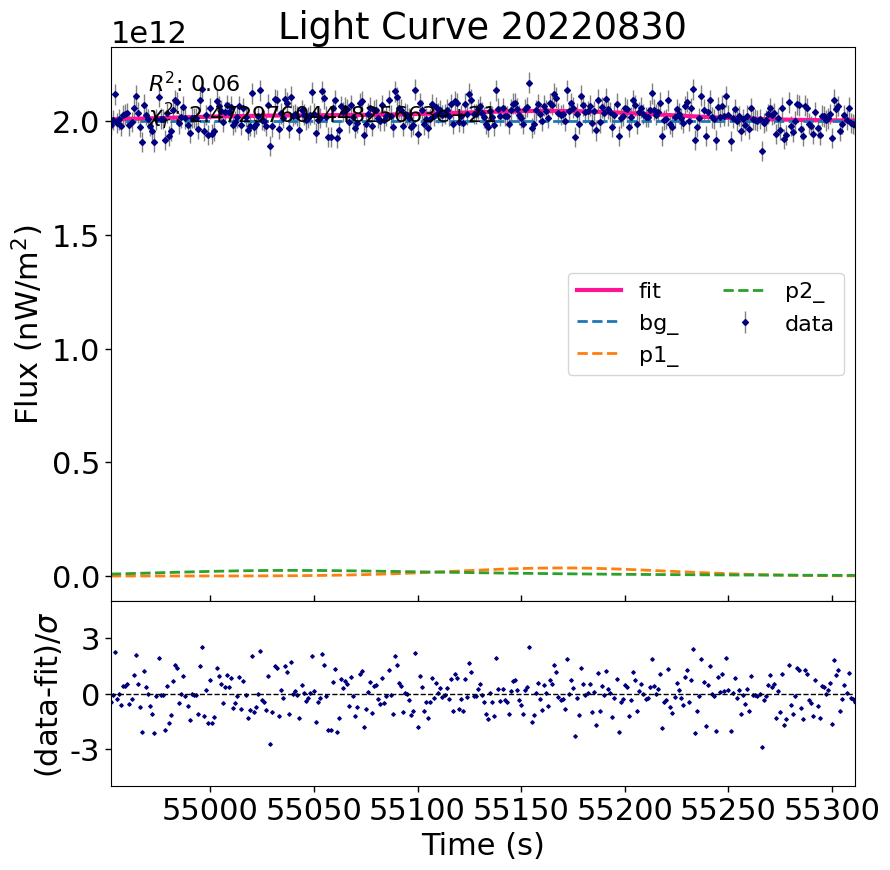 Light Curve 20220830
1e12
R²: 0.06
χ²:
2.0
1.5
1.0
0.5
0.0
Flux (nW/m²)
fit
bg_
p1_
p2_
data
3
0
-3
(data-fit)/σ
55000 55050 55100 55150 55200 55250 55300
Time (s)